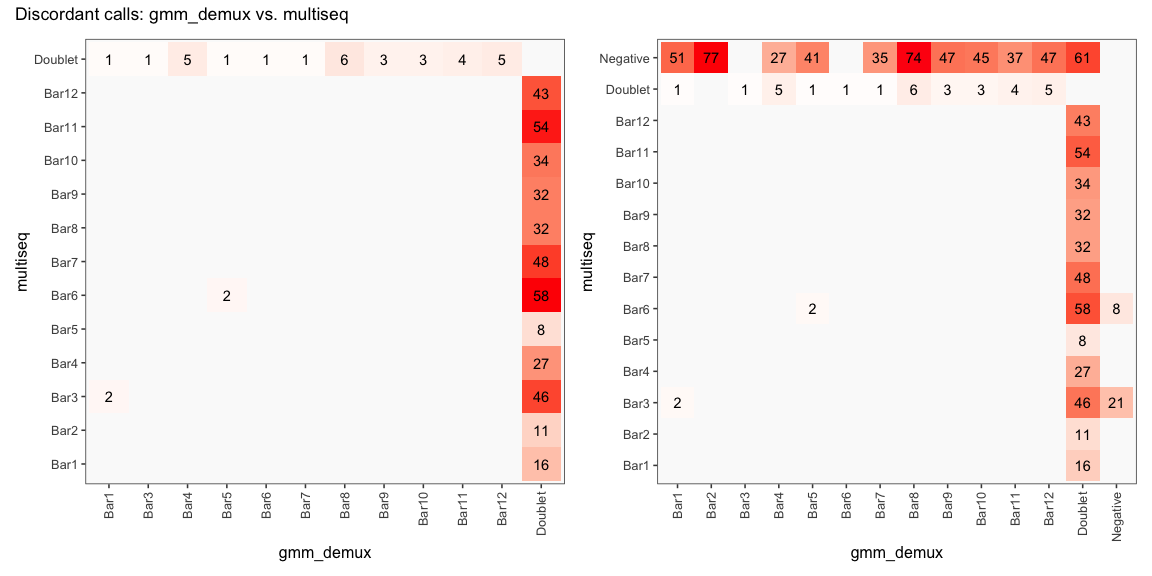 Discordant calls: gmm_demux vs. multiseq
multiseq
Doublet 1 1 5 1 1 1 6 3 3 4 5
Bar12 43
Bar11 54
Bar10 34
Bar9 32
Bar8 32
Bar7 48
Bar6 2 58
Bar5 8
Bar4 27
Bar3 2 46
Bar2 11
Bar1 16
Bar1 Bar3 Bar4 Bar5 Bar6 Bar7 Bar8 Bar9 Bar10 Bar11 Bar12 Doublet
gmm_demux
multiseq
Negative 51 77 27 41 35 74 47 45 37 47 61
Doublet 1 1 5 1 1 1 6 3 3 4 5
Bar12 43
Bar11 54
Bar10 34
Bar9 32
Bar8 32
Bar7 48
Bar6 2 58 8
Bar5 8
Bar4 27
Bar3 2 46 21
Bar2 11
Bar1 16
Bar1 Bar2 Bar3 Bar4 Bar5 Bar6 Bar7 Bar8 Bar9 Bar10 Bar11 Bar12 Doublet Negative
gmm_demux